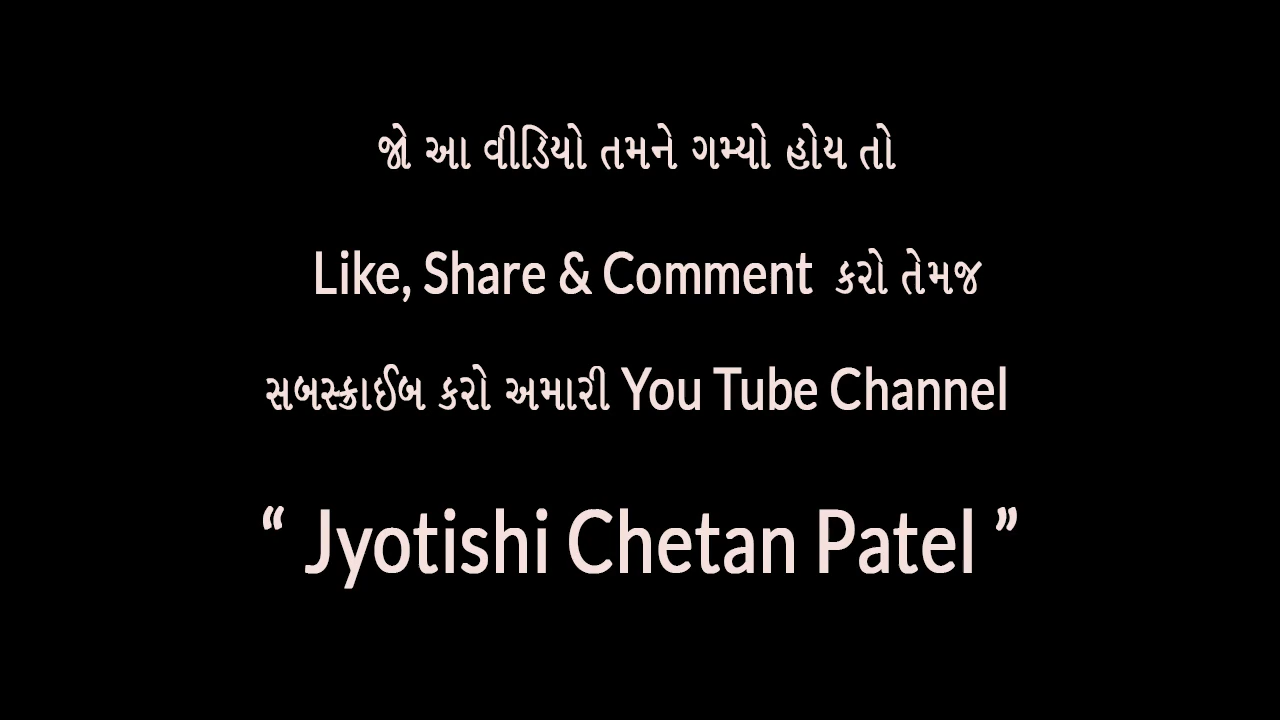 જો આ વીડિયો તમને ગમ્યો હોય તો
Like, Share & Comment કરો તેમજ
સબસ્ક્રાઈબ કરો અમારી You Tube Channel
“ Jyotishi Chetan Patel ”